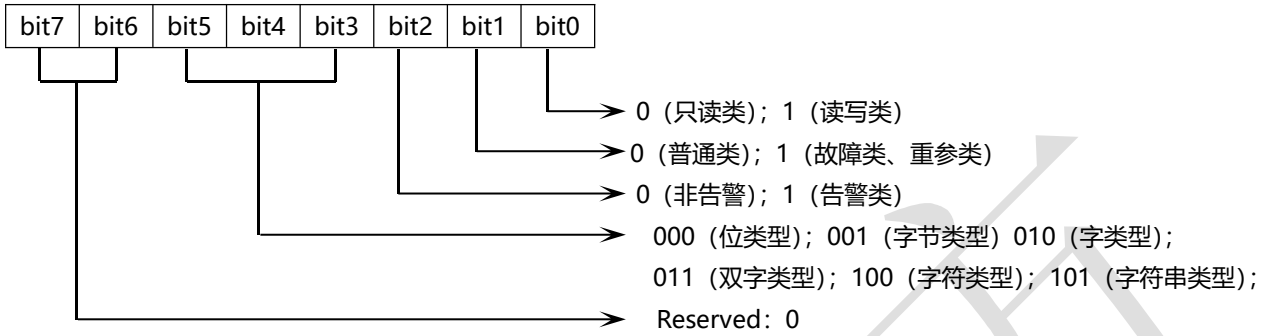 bit7 bit6 bit5 bit4 bit3 bit2 bit1 bit0
0（只读类）；1（读写类）
0（普通类）；1（故障类、重参类）
0（非告警）；1（告警类）
000（位类型）；001（字节类型）010（字类型）；
011（双字类型）；100（字符类型）；101（字符串类型）；
Reserved：0